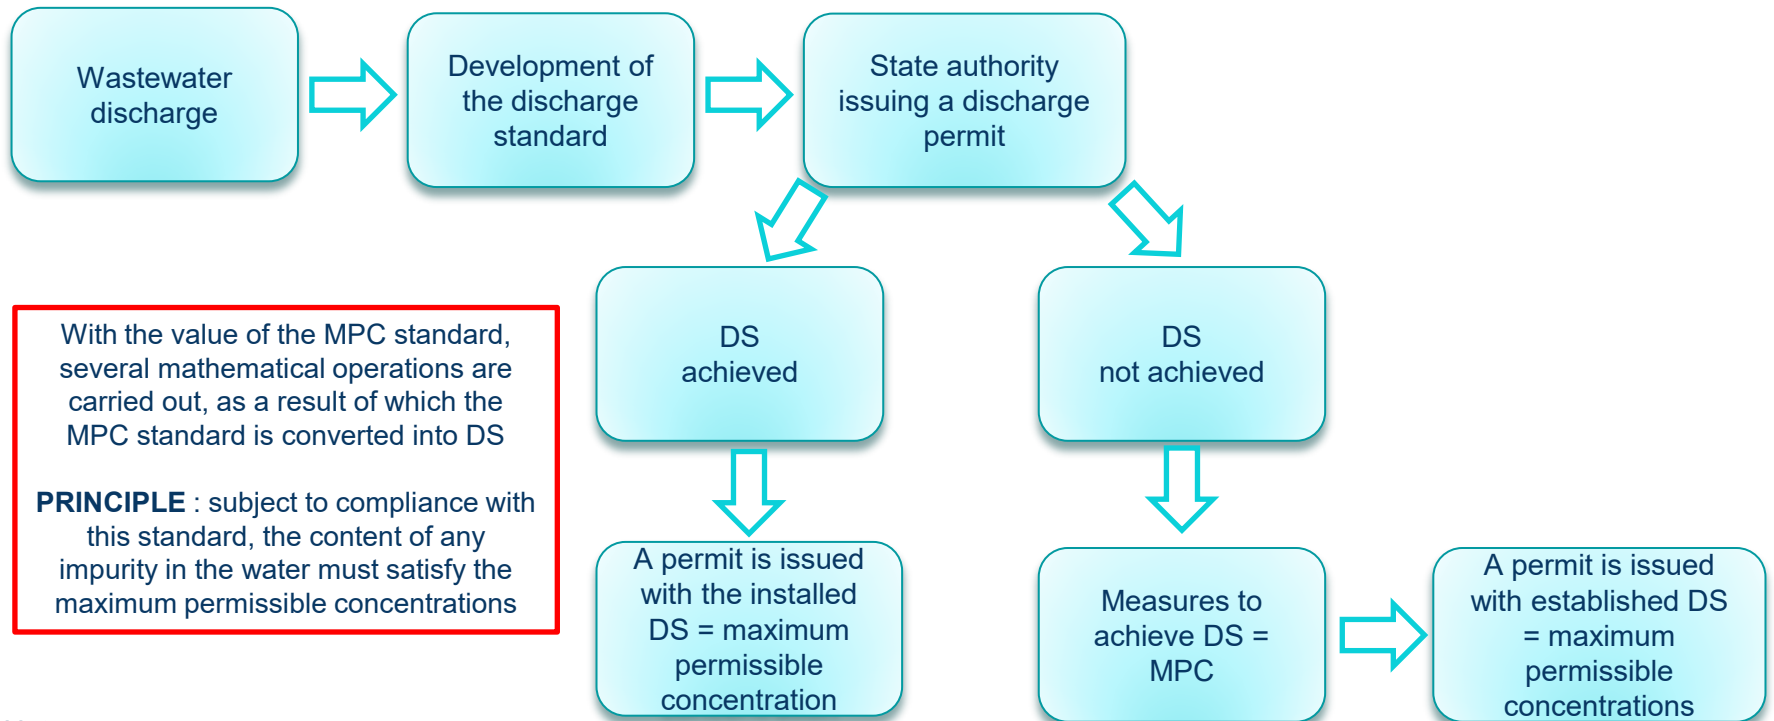 Wastewater
discharge
Development of
the discharge
standard
State authority
issuing a discharge
permit
With the value of the MPC standard,
several mathematical operations are
carried out, as a result of which the
MPC standard is converted into DS
PRINCIPLE : subject to compliance with
this standard, the content of any
impurity in the water must satisfy the
maximum permissible concentrations
DS
achieved
DS
not achieved
A permit is issued
with the installed
DS = maximum
permissible
concentration
Measures to
achieve DS =
MPC
A permit is issued
with established DS
= maximum
permissible
concentrations